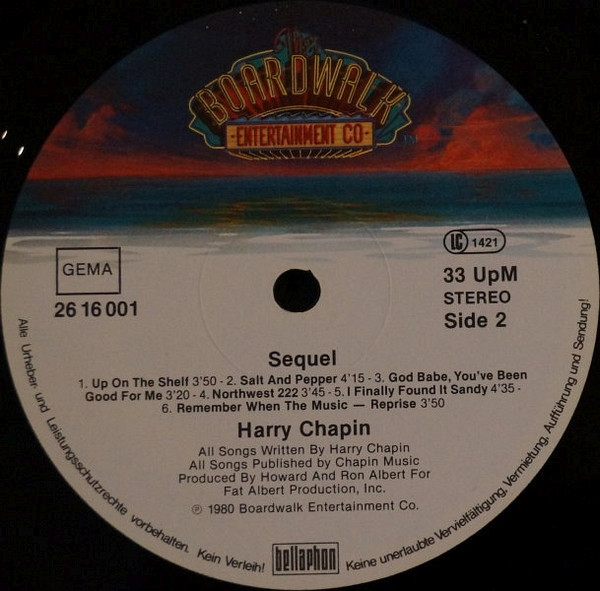 The
BOARDWALK
ENTERTAINMENT CO
TM
GEMA
26 16 001
LC 1421
33 UpM
STEREO
Side 2
Sequel
1. Up On The Shelf 3'50 - 2. Salt And Pepper 4'15 - 3. God Babe, You've Been
Good For Me 3'20 - 4. Northwest 222 3'45 - 5. I Finally Found It Sandy 4'35 -
6. Remember When The Music — Reprise 3'50
Harry Chapin
All Songs Written By Harry Chapin
All Songs Published by Chapin Music
Produced By Howard And Ron Albert For
Fat Albert Production, Inc.
℗ 1980 Boardwalk Entertainment Co.
Alle Urheber- und Leistungsschutzrechte vorbehalten. Kein Verleih!
bellaphon
Keine unerlaubte Vervielfältigung, Vermietung, Aufführung und Sendung!